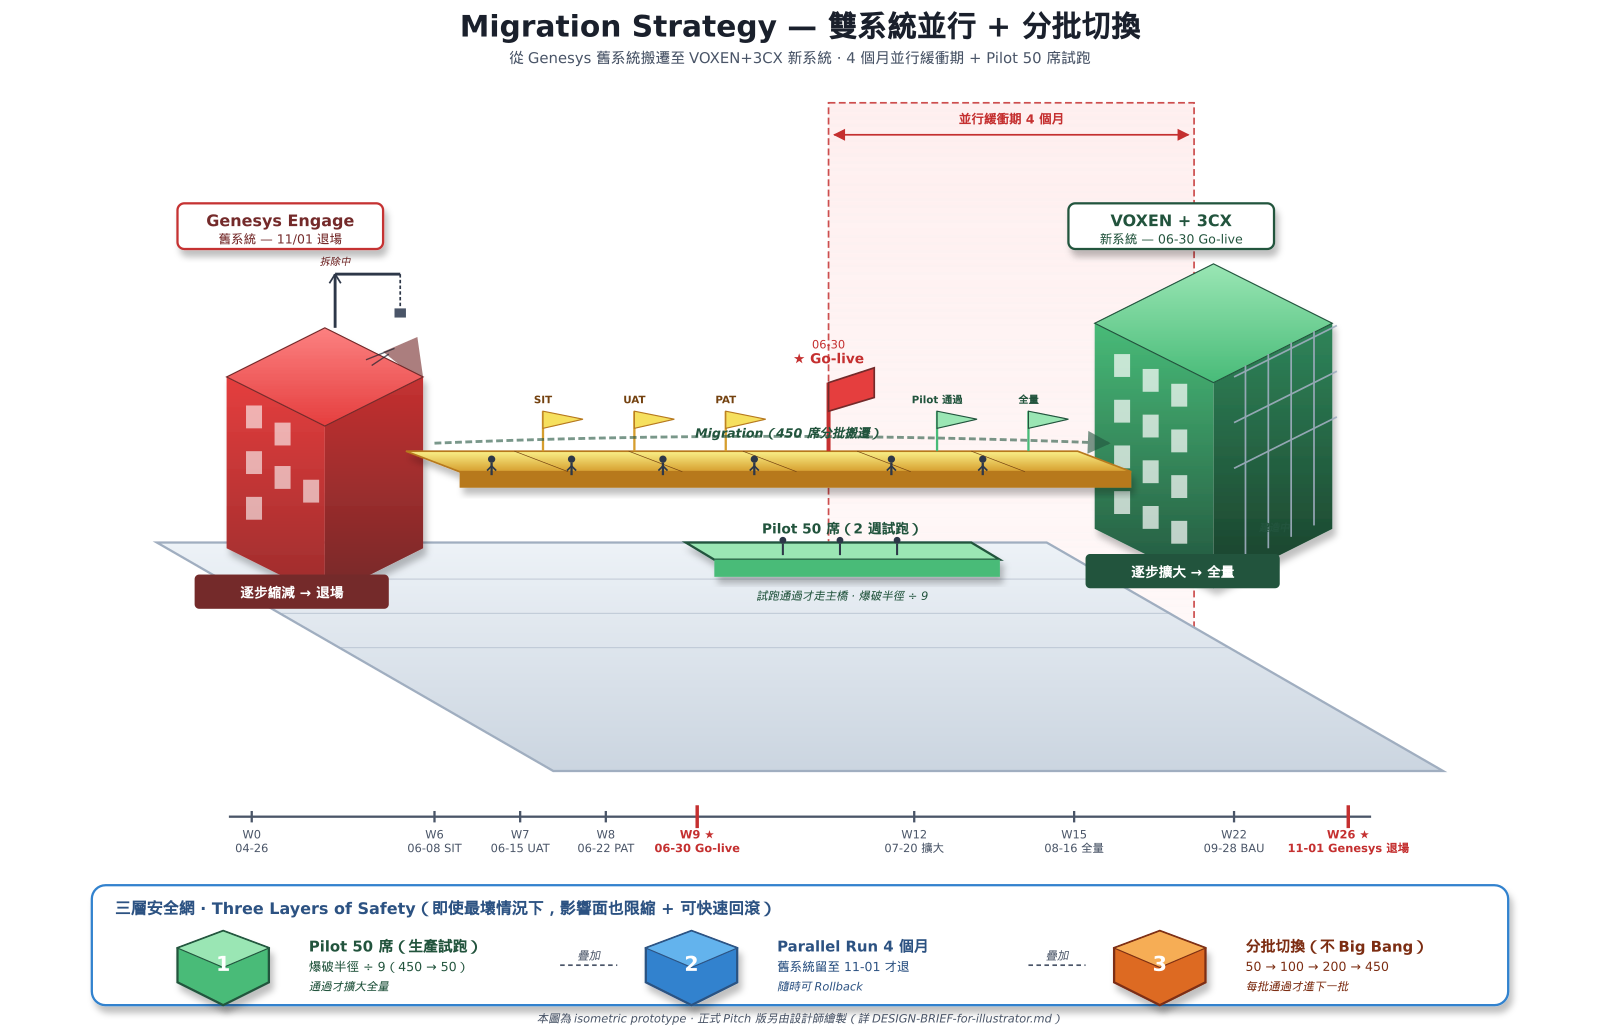 Migration Strategy — 雙系統並行 + 分批切換
從 Genesys 舊系統搬遷至 VOXEN+3CX 新系統 · 4 個月並行緩衝期 + Pilot 50 席試跑
並行緩衝期 4 個月
Genesys Engage
舊系統 — 11/01 退場
拆除中
VOXEN + 3CX
新系統 — 06-30 Go-live
06-30
★ Go-live
SIT
UAT
PAT
Pilot 通過
全量
Migration（450 席分批搬遷）
Pilot 50 席（2 週試跑）
試跑通過才走主橋 · 爆破半徑 ÷ 9
逐步縮減 → 退場
逐步擴大 → 全量
W0
04-26
W6
06-08 SIT
W7
06-15 UAT
W8
06-22 PAT
W9 ★
06-30 Go-live
W12
07-20 擴大
W15
08-16 全量
W22
09-28 BAU
W26 ★
11-01 Genesys 退場
三層安全網 · Three Layers of Safety（即使最壞情況下，影響面也限縮 + 可快速回滾）
1
Pilot 50 席（生產試跑）
爆破半徑 ÷ 9（450 → 50）
通過才擴大全量
疊加
2
Parallel Run 4 個月
舊系統留至 11-01 才退
隨時可 Rollback
疊加
3
分批切換（不 Big Bang）
50 → 100 → 200 → 450
每批通過才進下一批
本圖為 isometric prototype · 正式 Pitch 版另由設計師繪製（詳 DESIGN-BRIEF-for-illustrator.md）